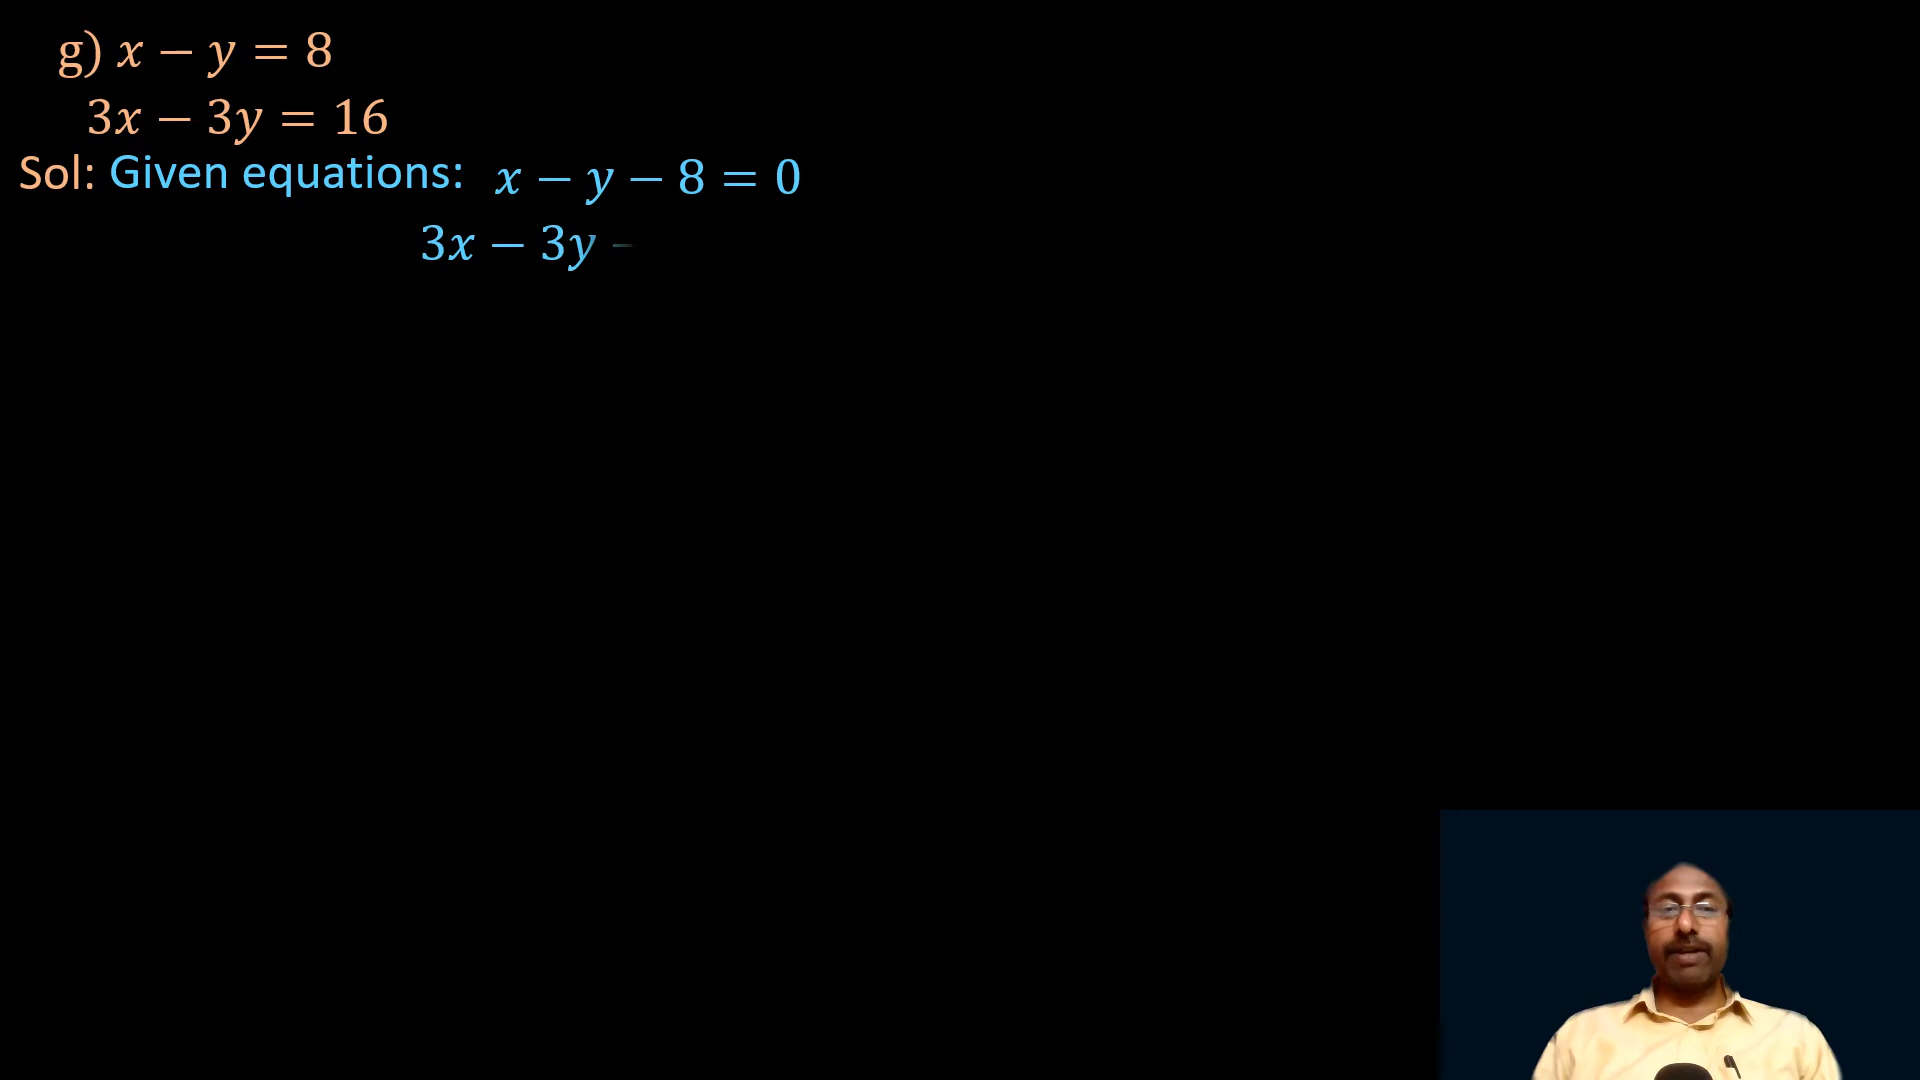 g) x − y = 8
3x − 3y = 16
Sol: Given equations: x − y − 8 = 0
3x − 3y −